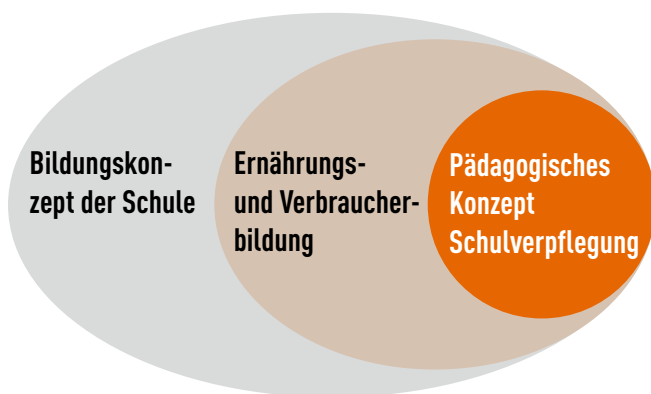 Bildungskon-
zept der Schule
Ernährungs-
und Verbraucher-
bildung
Pädagogisches
Konzept
Schulverpflegung